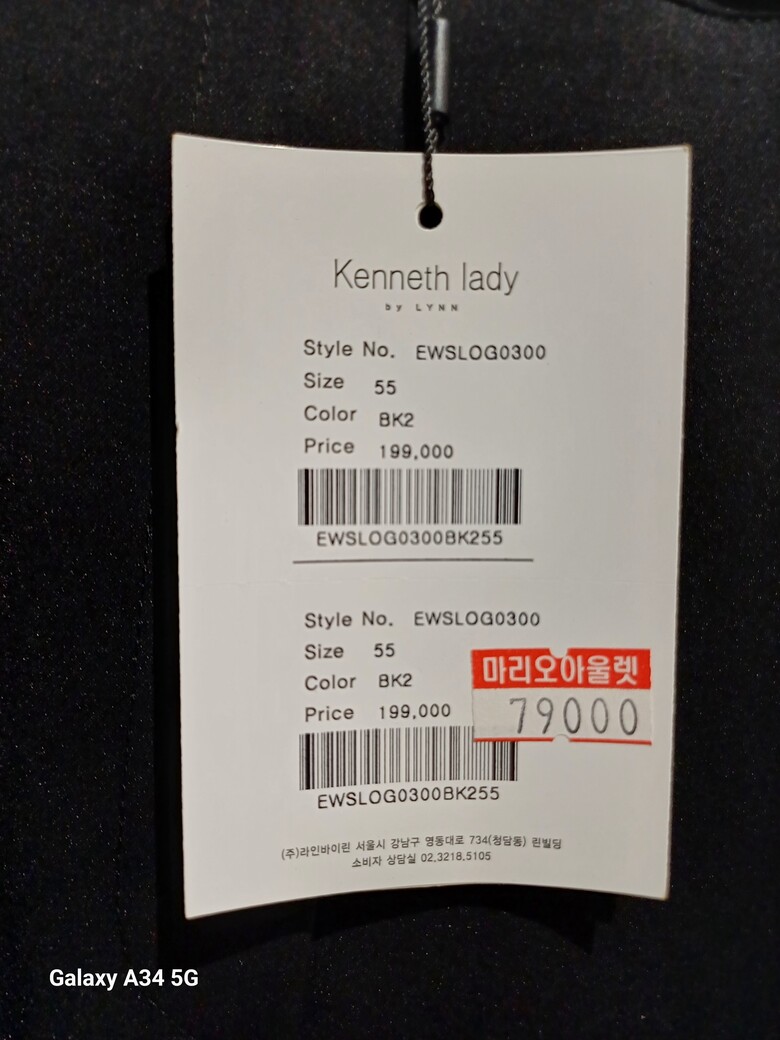 Kenneth lady
by LYNN
Style No. EWSLOG0300
Size 55
Color BK2
Price 199,000
EWSLOG0300BK255
Style No. EWSLOG0300
Size 55
Color BK2
Price 199,000
마리오아울렛
79000
EWSLOG0300BK255
(주)라인바이린 서울시 강남구 영동대로 734(청담동) 린빌딩
소비자 상담실 02.3218.5105
Galaxy A34 5G